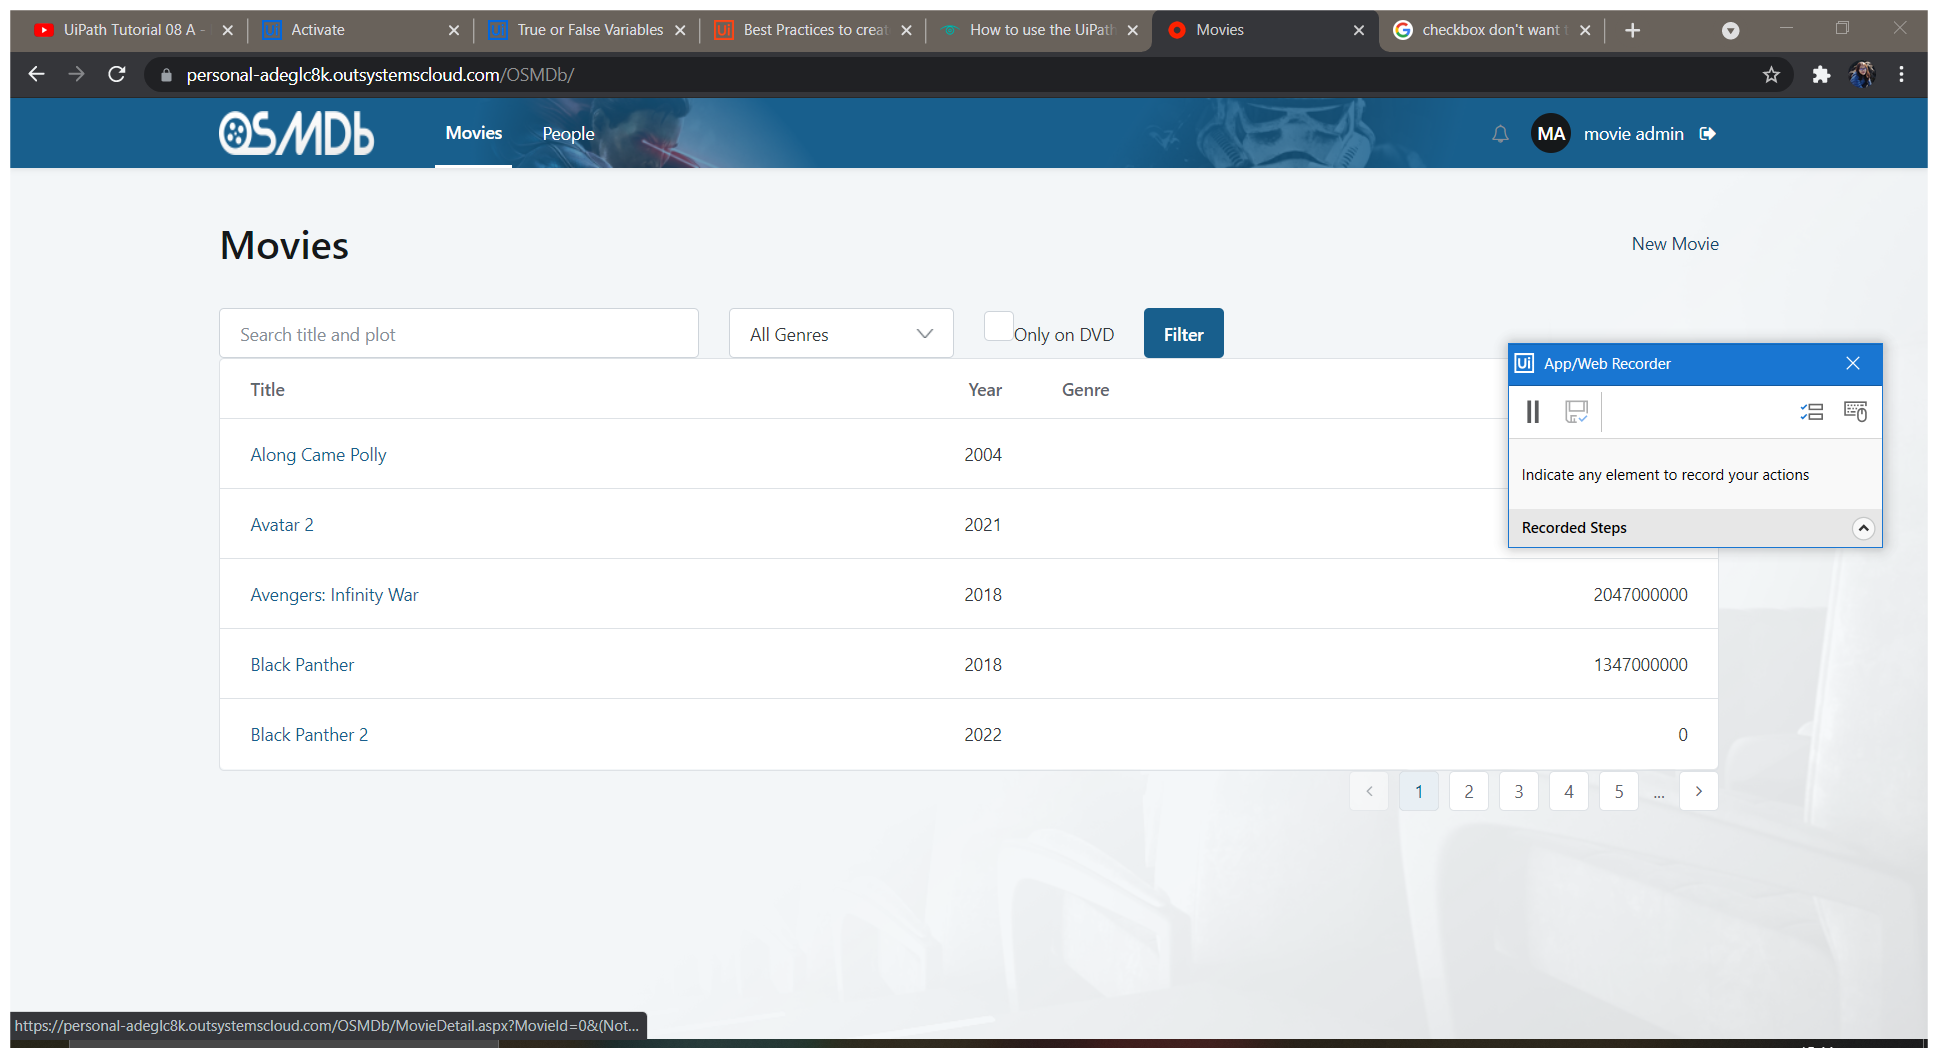 UiPath Tutorial 08 A -
Activate
True or False Variables
Best Practices to creat
How to use the UiPath
Movies
checkbox don't want t
personal-adeglc8k.outsystemscloud.com/OSMDb/
OSMDb
Movies
People
MA
movie admin
Movies
New Movie
Search title and plot
All Genres
Only on DVD
Filter
Ui App/Web Recorder
Indicate any element to record your actions
Recorded Steps
Title Year Genre
Along Came Polly 2004
Avatar 2 2021
Avengers: Infinity War 2018 2047000000
Black Panther 2018 1347000000
Black Panther 2 2022 0
1 2 3 4 5 ...
https://personal-adeglc8k.outsystemscloud.com/OSMDb/MovieDetail.aspx?MovieId=0&(Not...